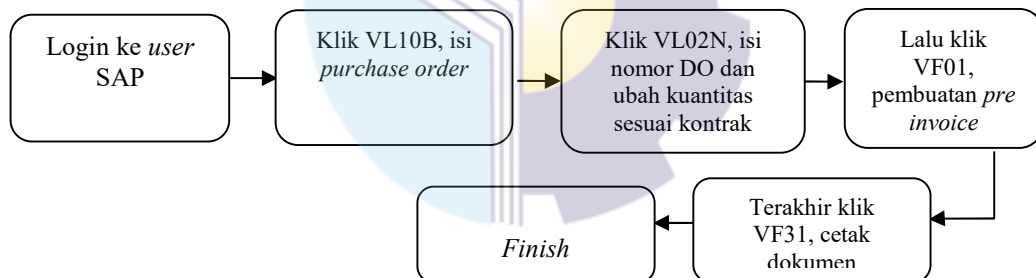 Login ke user
SAP
Klik VL10B, isi
purchase order
Klik VL02N, isi
nomor DO dan
ubah kuantitas
sesuai kontrak
Lalu klik
VF01,
pembuatan pre
invoice
Terakhir klik
VF31, cetak
dokumen
Finish